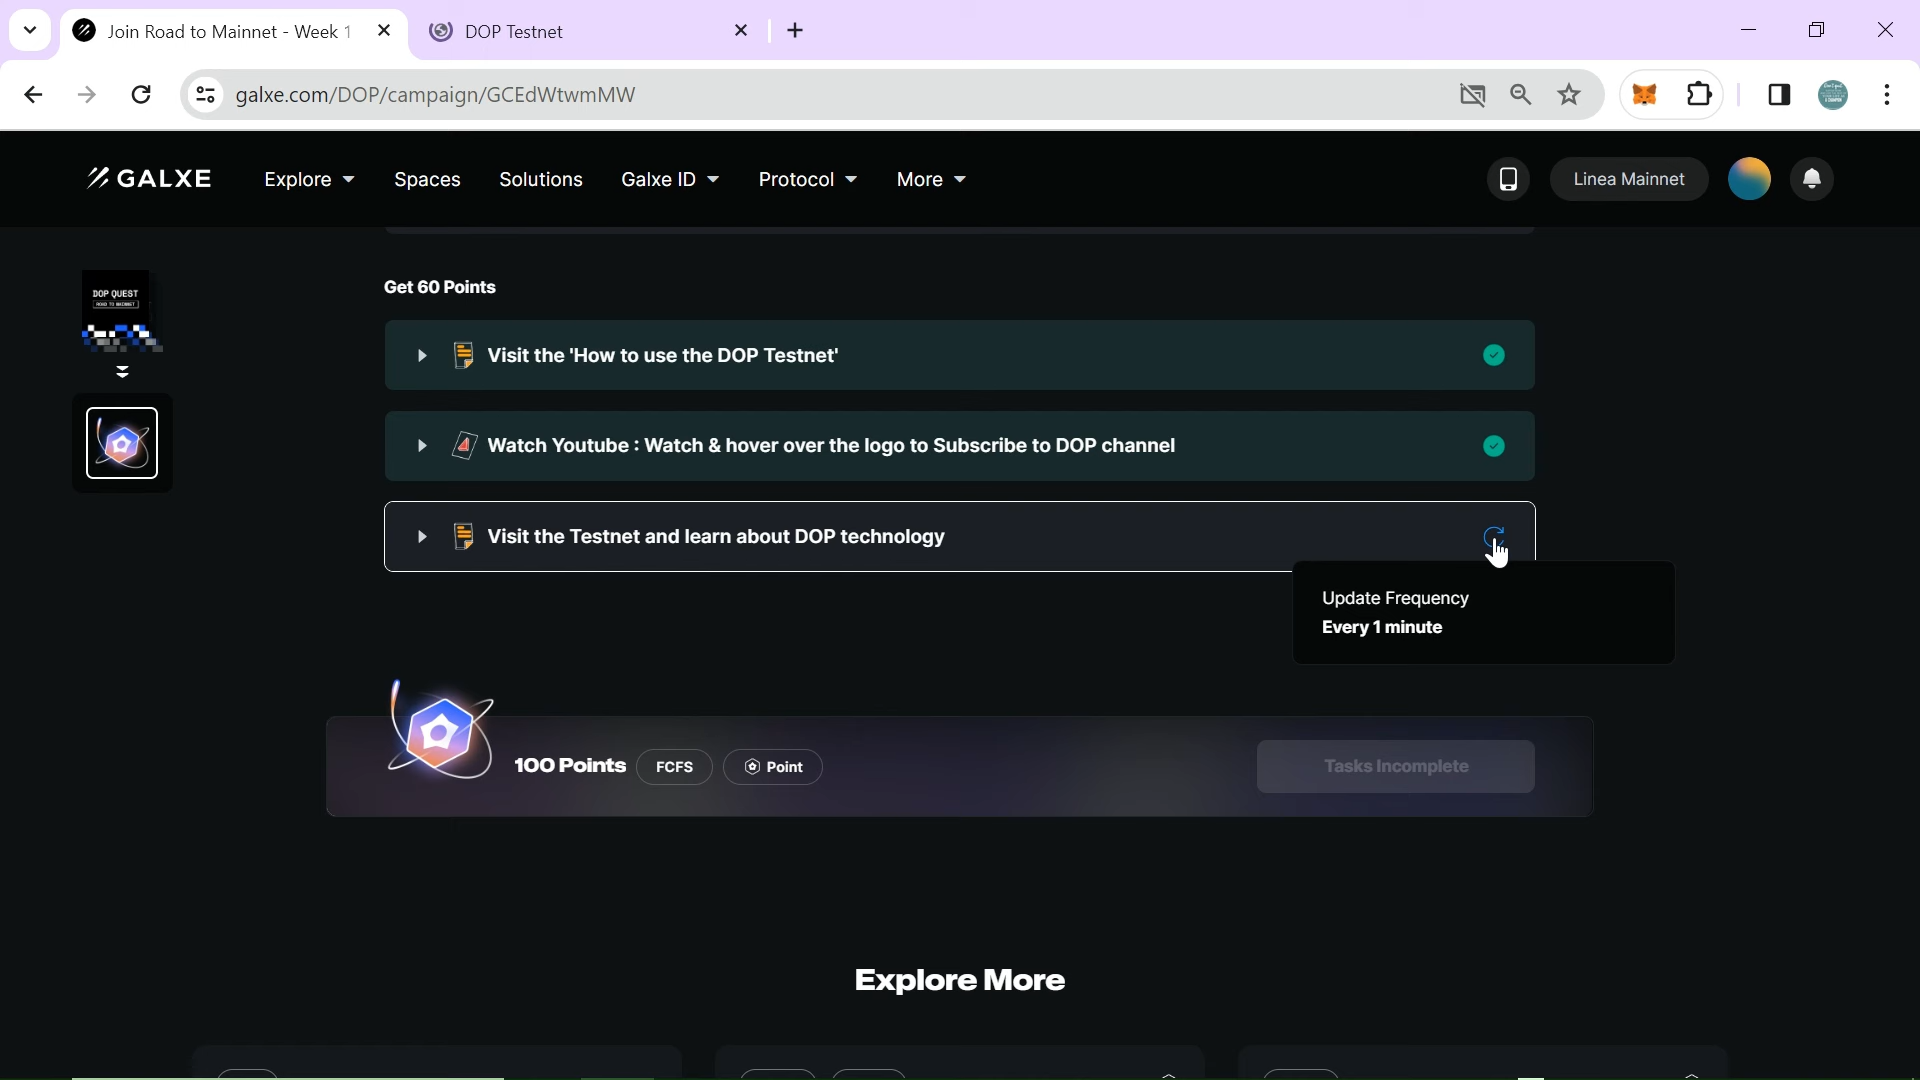 Join Road to Mainnet - Week 1
DOP Testnet
galxe.com/DOP/campaign/GCEdWtwmMW
GALXE
Explore
Spaces
Solutions
Galxe ID
Protocol
More
Linea Mainnet
DOP QUEST
ROAD TO MAINNET
Get 60 Points
Visit the 'How to use the DOP Testnet'
Watch Youtube : Watch & hover over the logo to Subscribe to DOP channel
Visit the Testnet and learn about DOP technology
Update Frequency
Every 1 minute
100 Points
FCFS
Point
Tasks Incomplete
Explore More